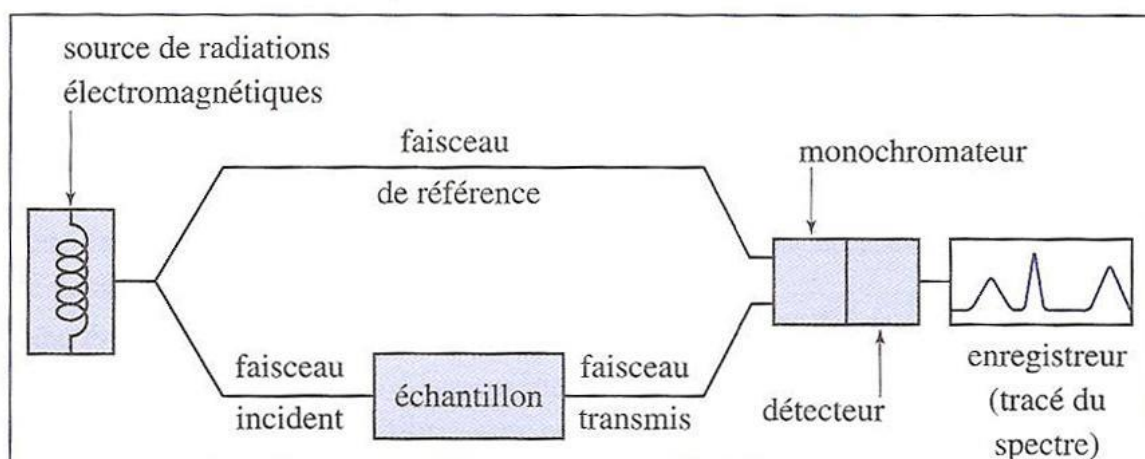 source de radiations
électromagnétiques
faisceau
de référence
monochromateur
faisceau
incident
échantillon
faisceau
transmis
détecteur
enregistreur
(tracé du
spectre)